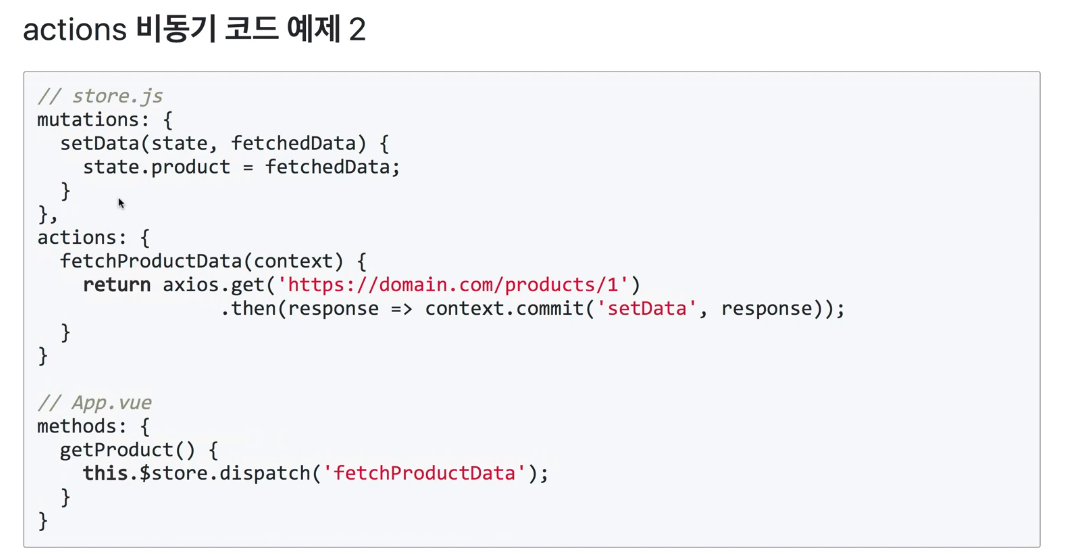 actions 비동기 코드 예제 2
// store.js
mutations: {
  setData(state, fetchedData) {
    state.product = fetchedData;
  }
},
actions: {
  fetchProductData(context) {
    return axios.get('https://domain.com/products/1')
                .then(response => context.commit('setData', response));
  }
}

// App.vue
methods: {
  getProduct() {
    this.$store.dispatch('fetchProductData');
  }
}